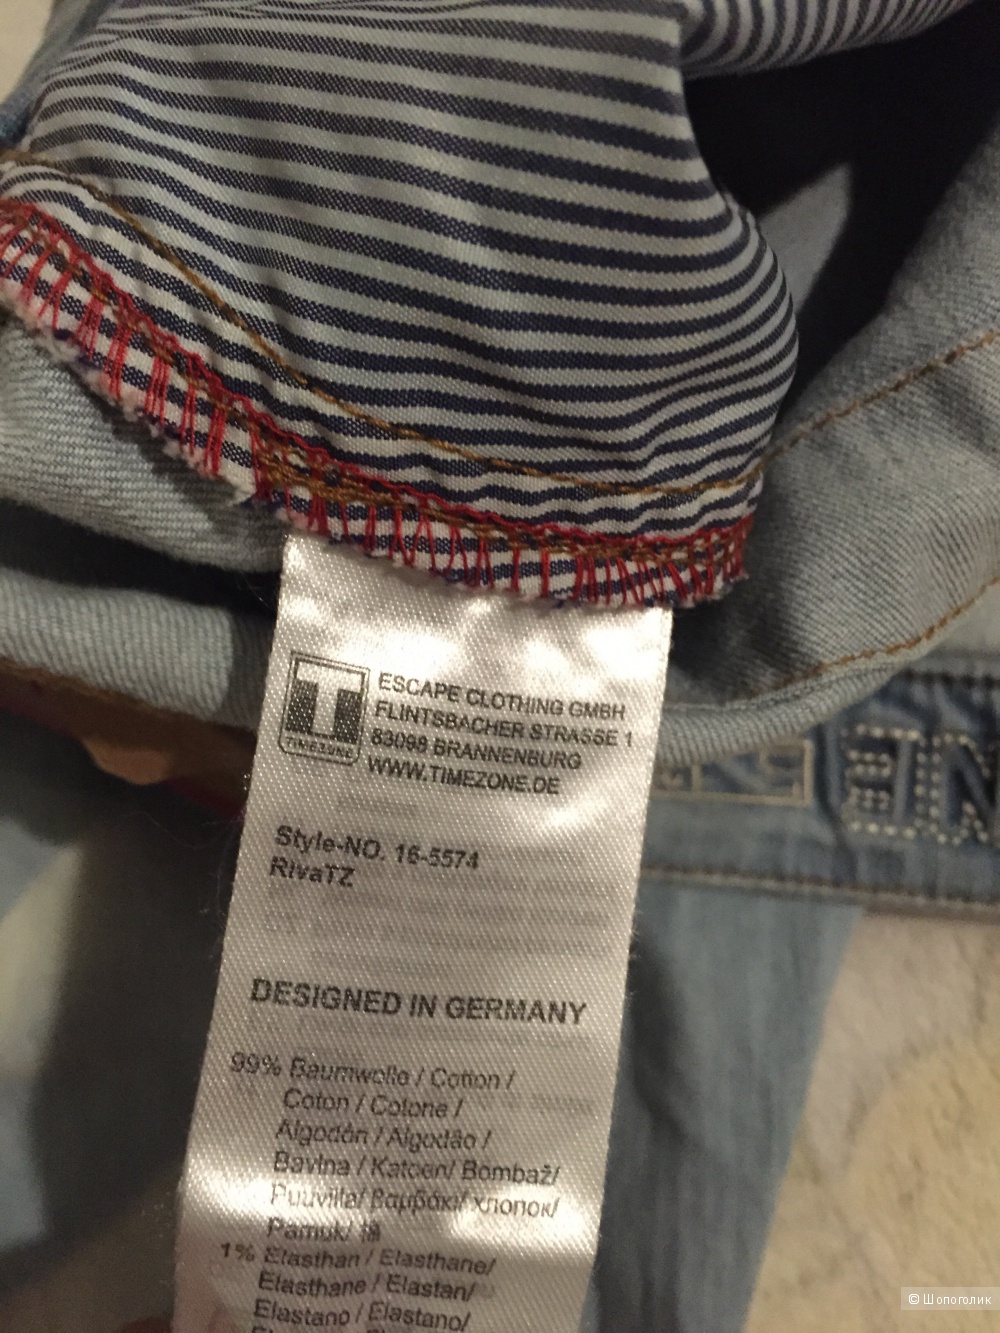 T
TIMEZONE
ESCAPE CLOTHING GMBH
FLINTSBACHER STRASSE 1
83098 BRANNENBURG
WWW.TIMEZONE.DE
Style-NO. 16-5574
RivaTZ
DESIGNED IN GERMANY
99% Baumwolle / Cotton /
Coton / Cotone /
Algodón / Algodão /
Bavlna / Katoen/ Bombaž/
Puuvilla/ Βαμβάκι/ хлопок/
Pamuk/ 棉
1% Elasthan / Elasthane/
Elasthane / Elastan/
Elastano / Elastano/
© Шопоголик